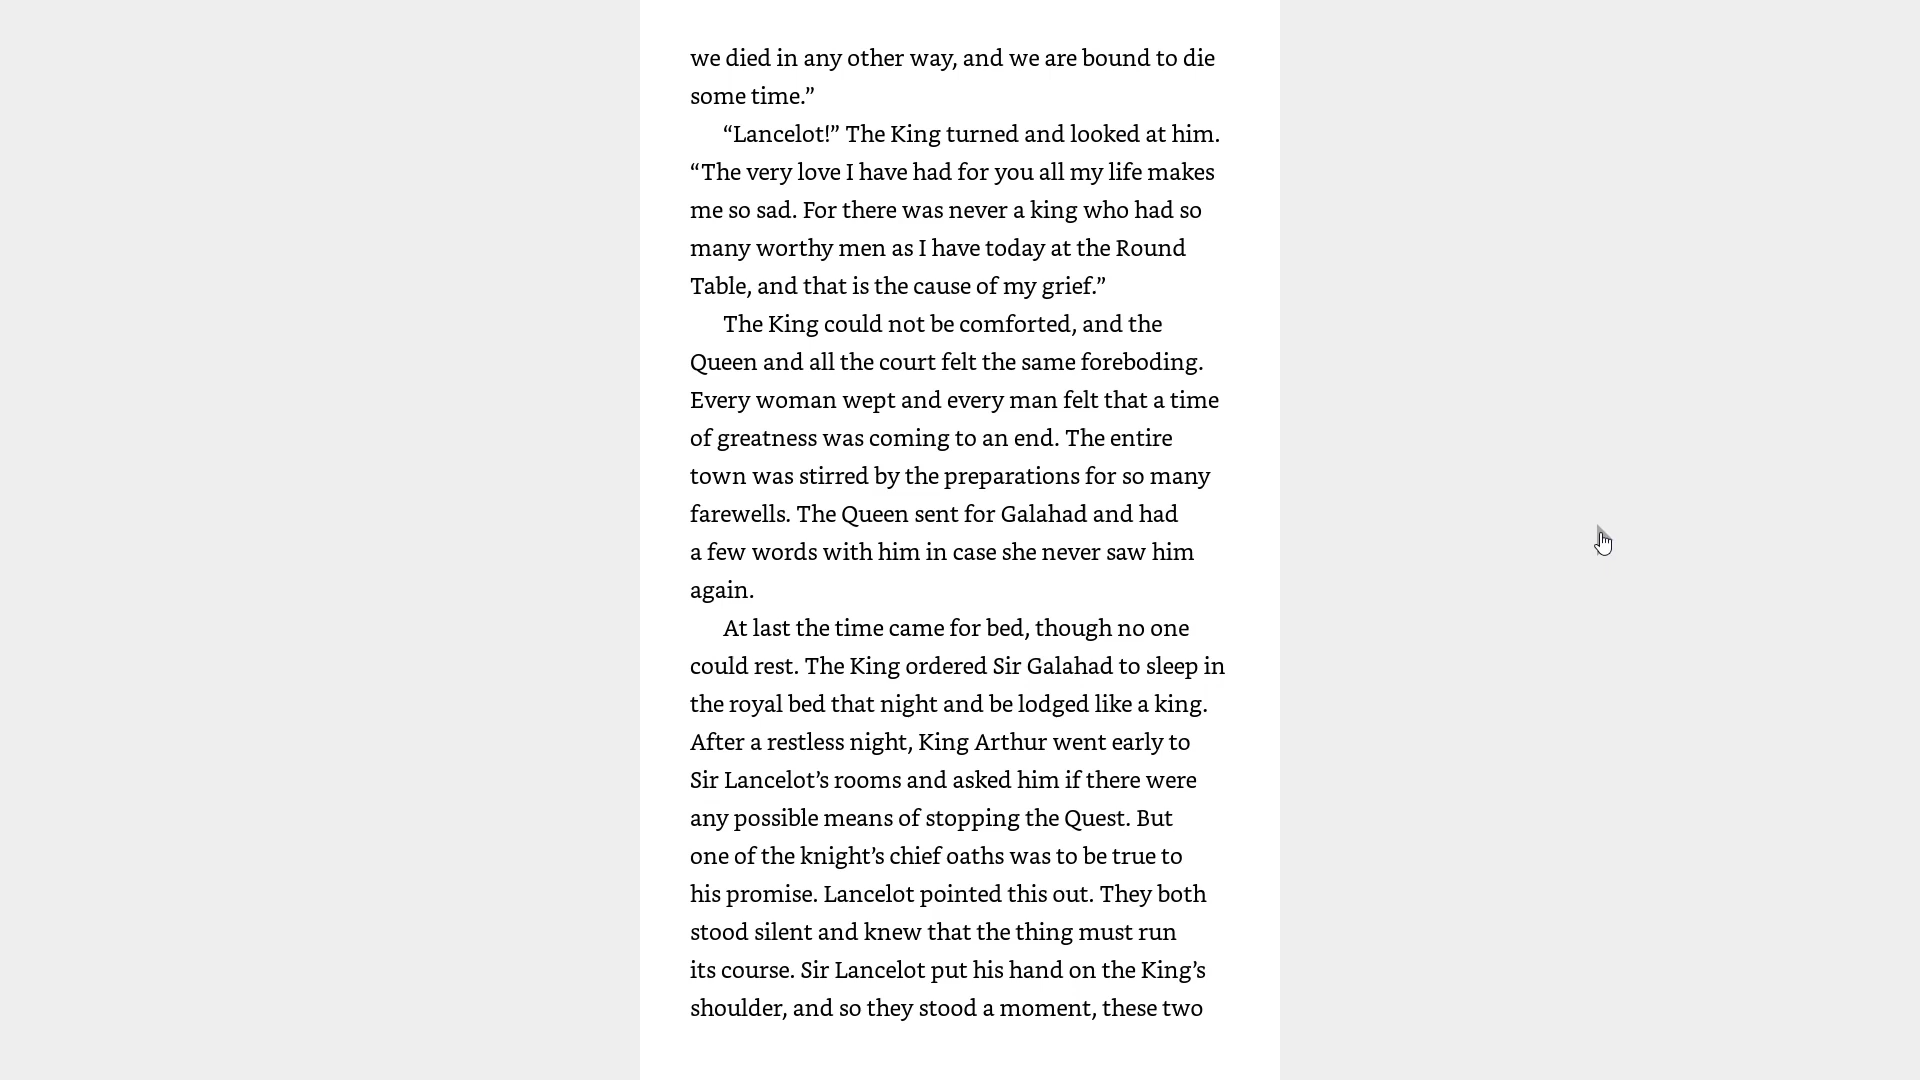 we died in any other way, and we are bound to die
some time.”
“Lancelot!” The King turned and looked at him.
“The very love I have had for you all my life makes
me so sad. For there was never a king who had so
many worthy men as I have today at the Round
Table, and that is the cause of my grief.”
The King could not be comforted, and the
Queen and all the court felt the same foreboding.
Every woman wept and every man felt that a time
of greatness was coming to an end. The entire
town was stirred by the preparations for so many
farewells. The Queen sent for Galahad and had
a few words with him in case she never saw him
again.
At last the time came for bed, though no one
could rest. The King ordered Sir Galahad to sleep in
the royal bed that night and be lodged like a king.
After a restless night, King Arthur went early to
Sir Lancelot’s rooms and asked him if there were
any possible means of stopping the Quest. But
one of the knight’s chief oaths was to be true to
his promise. Lancelot pointed this out. They both
stood silent and knew that the thing must run
its course. Sir Lancelot put his hand on the King’s
shoulder, and so they stood a moment, these two